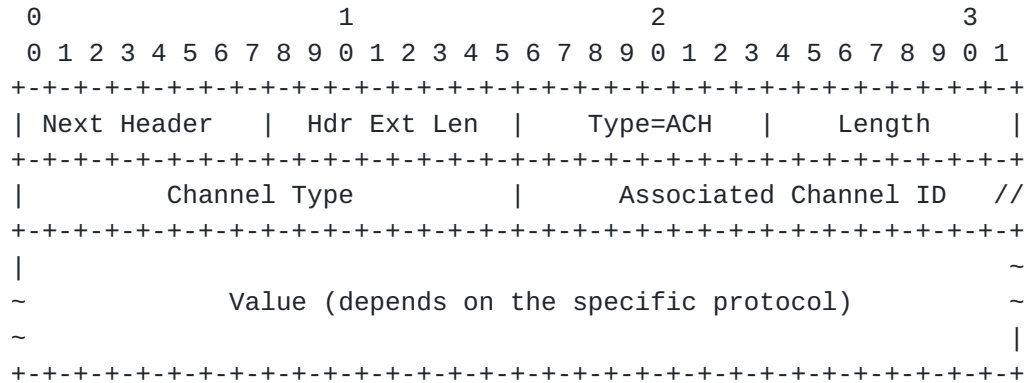 0                   1                   2                   3
 0 1 2 3 4 5 6 7 8 9 0 1 2 3 4 5 6 7 8 9 0 1 2 3 4 5 6 7 8 9 0 1
+-+-+-+-+-+-+-+-+-+-+-+-+-+-+-+-+-+-+-+-+-+-+-+-+-+-+-+-+-+-+-+-+
| Next Header   |  Hdr Ext Len  |    Type=ACH   |    Length     |
+-+-+-+-+-+-+-+-+-+-+-+-+-+-+-+-+-+-+-+-+-+-+-+-+-+-+-+-+-+-+-+-+
|         Channel Type          |      Associated Channel ID   //
+-+-+-+-+-+-+-+-+-+-+-+-+-+-+-+-+-+-+-+-+-+-+-+-+-+-+-+-+-+-+-+-+
|                                                               ~
~             Value (depends on the specific protocol)          ~
~                                                               |
+-+-+-+-+-+-+-+-+-+-+-+-+-+-+-+-+-+-+-+-+-+-+-+-+-+-+-+-+-+-+-+-+